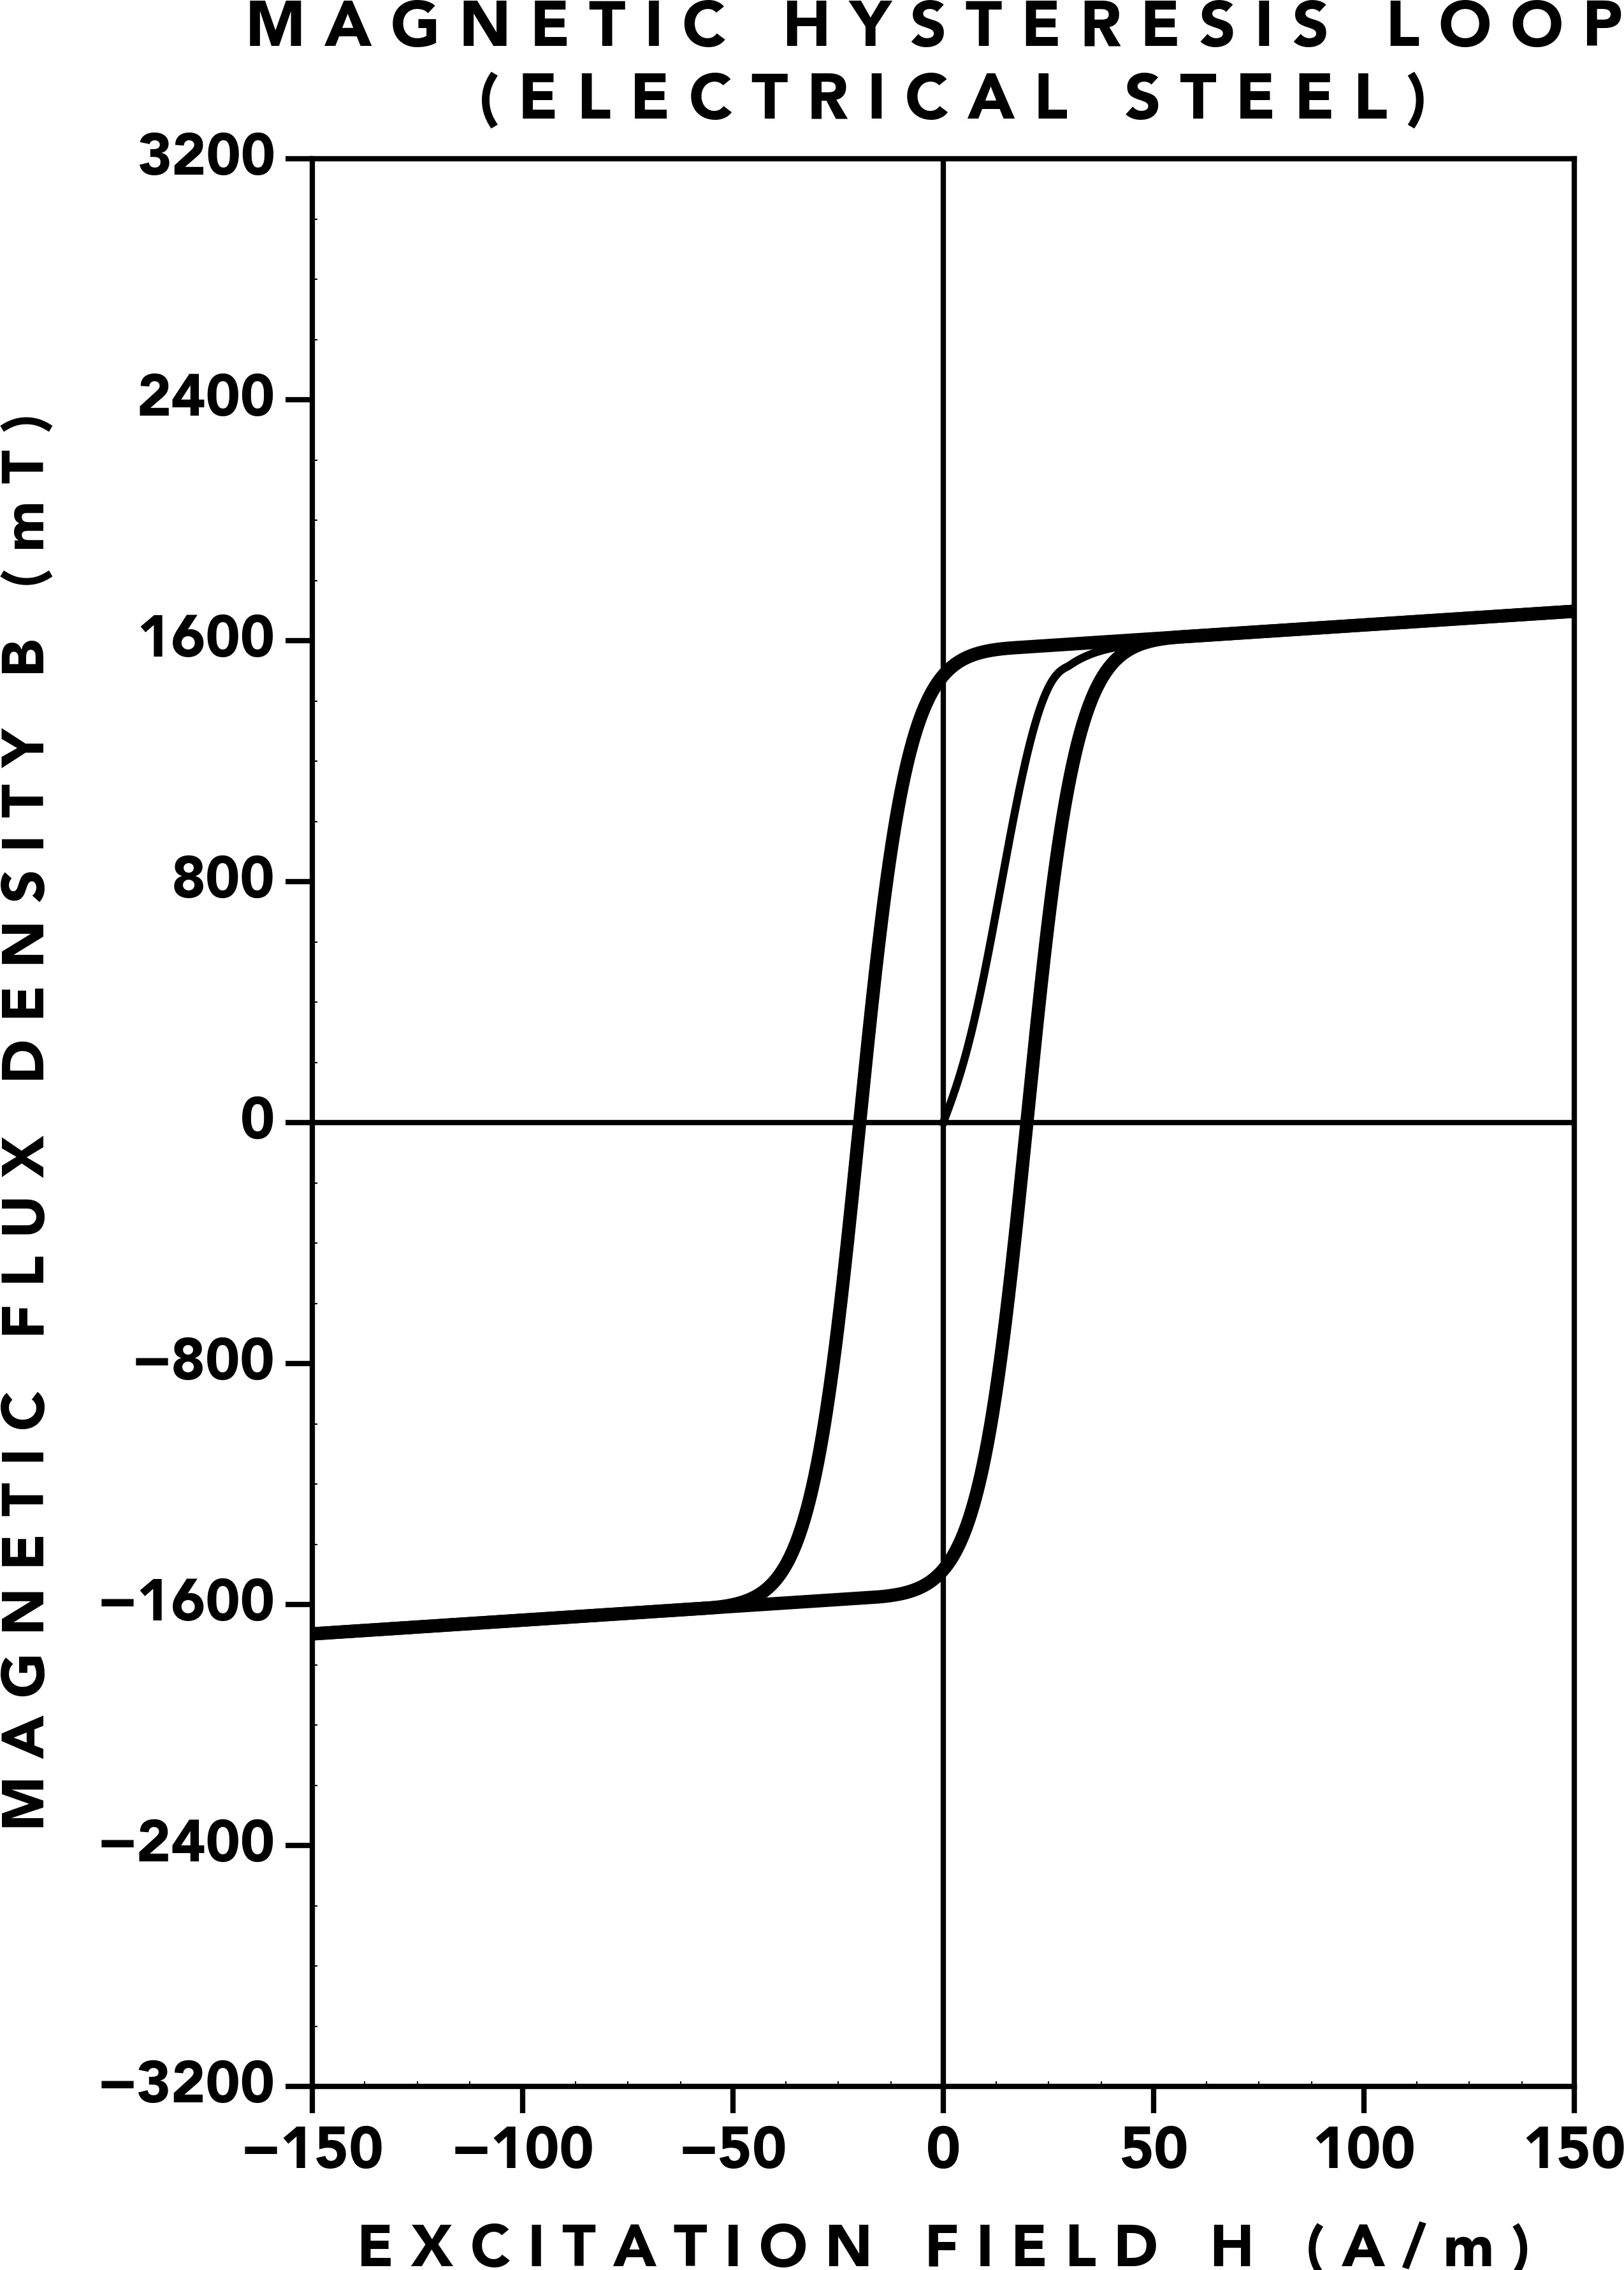 MAGNETIC HYSTERESIS LOOP
(ELECTRICAL STEEL)
MAGNETIC FLUX DENSITY B (mT)
3200
2400
1600
800
0
−800
−1600
−2400
−3200
−150 −100 −50 0 50 100 150
EXCITATION FIELD H (A/m)